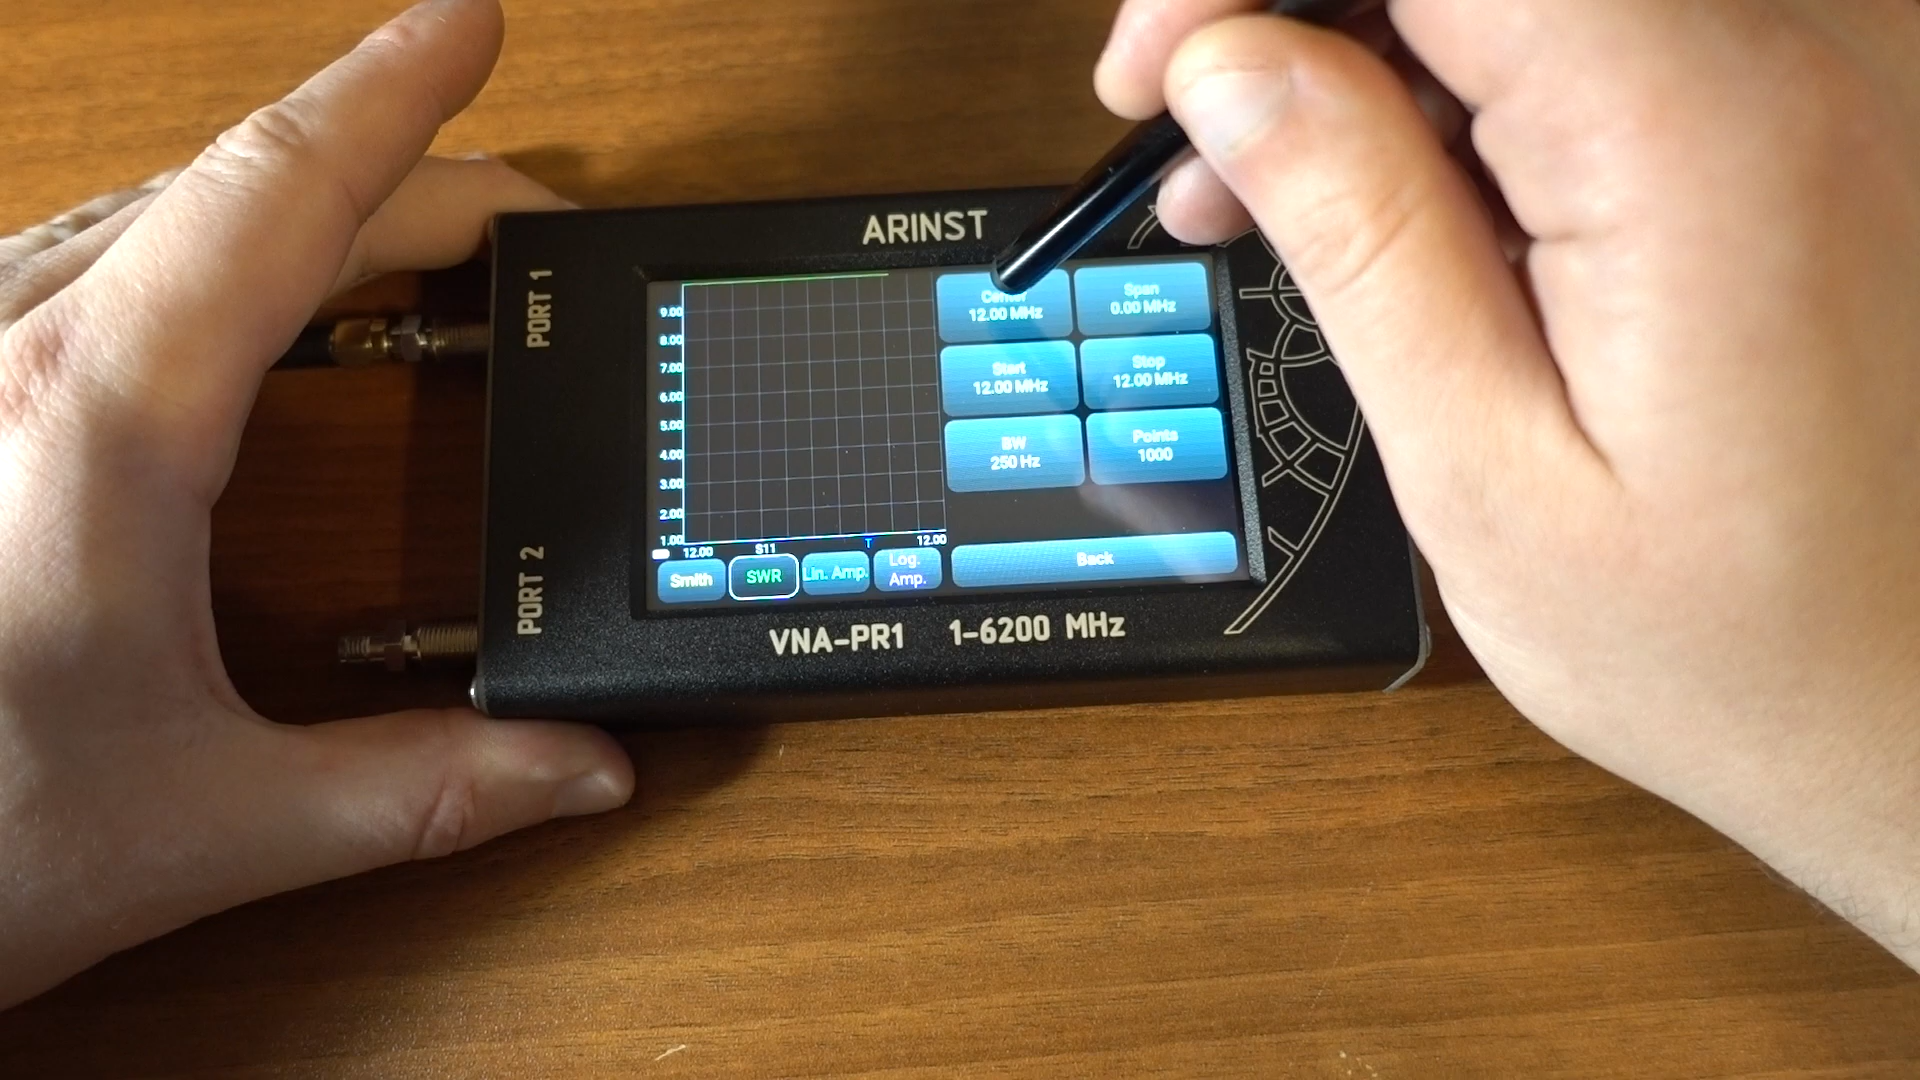 ARINST
PORT 1
PORT 2
9.00
8.00
7.00
6.00
5.00
4.00
3.00
2.00
1.00
12.00
S11
T
12.00
Center
12.00 MHz
Span
0.00 MHz
Start
12.00 MHz
Stop
12.00 MHz
BW
250 Hz
Points
1000
Smith
SWR
Lin. Amp.
Log.
Amp.
Back
VNA-PR1 1-6200 MHz